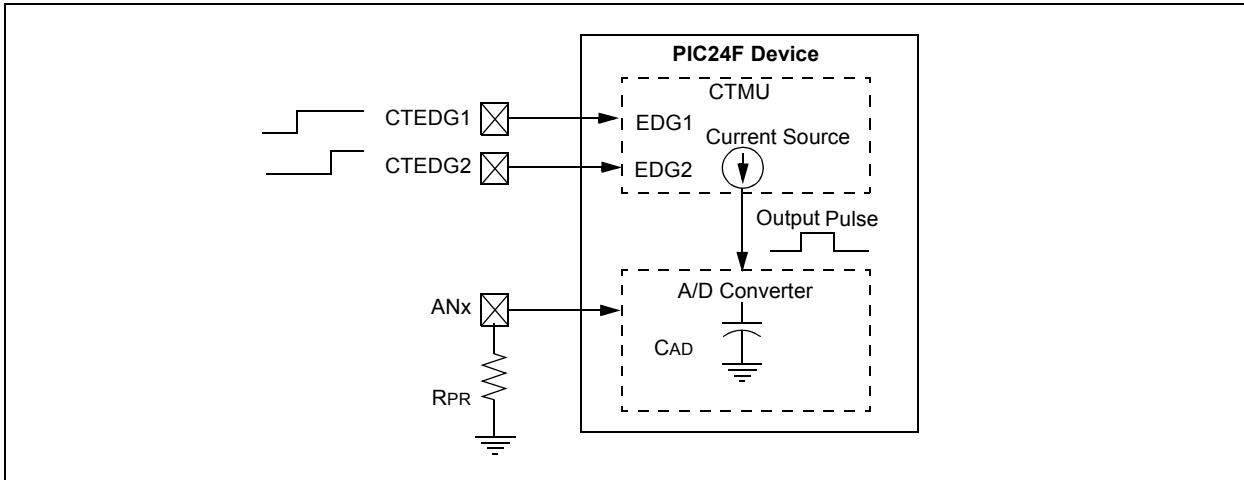 PIC24F Device
CTMU
CTEDG1
EDG1
Current Source
CTEDG2
EDG2
Output Pulse
A/D Converter
ANx
CAD
RPR